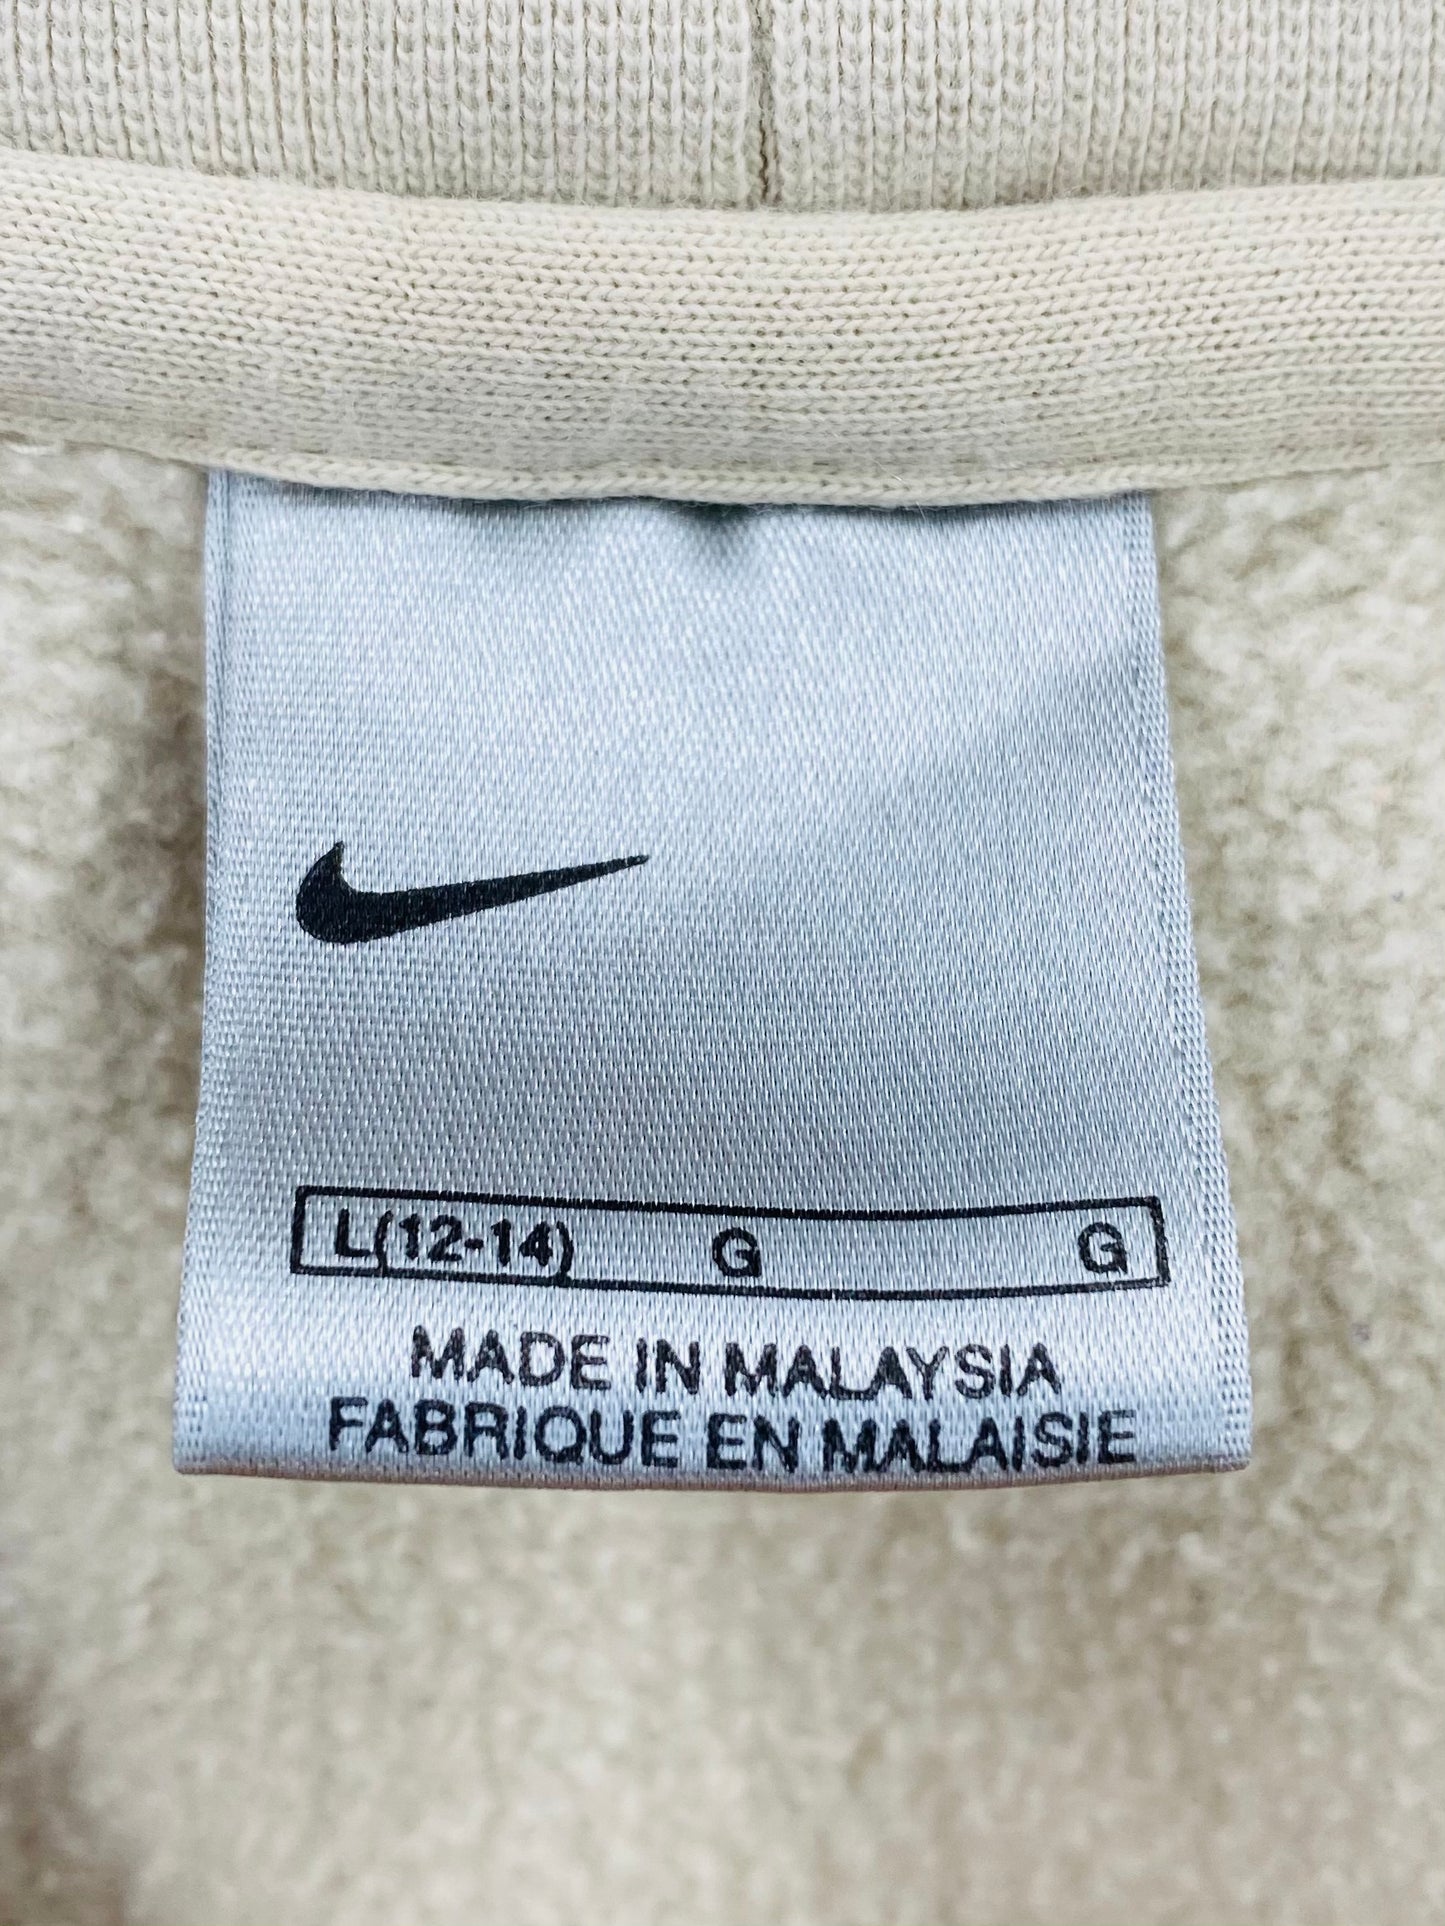 L(12-14) G G
MADE IN MALAYSIA
FABRIQUE EN MALAISIE